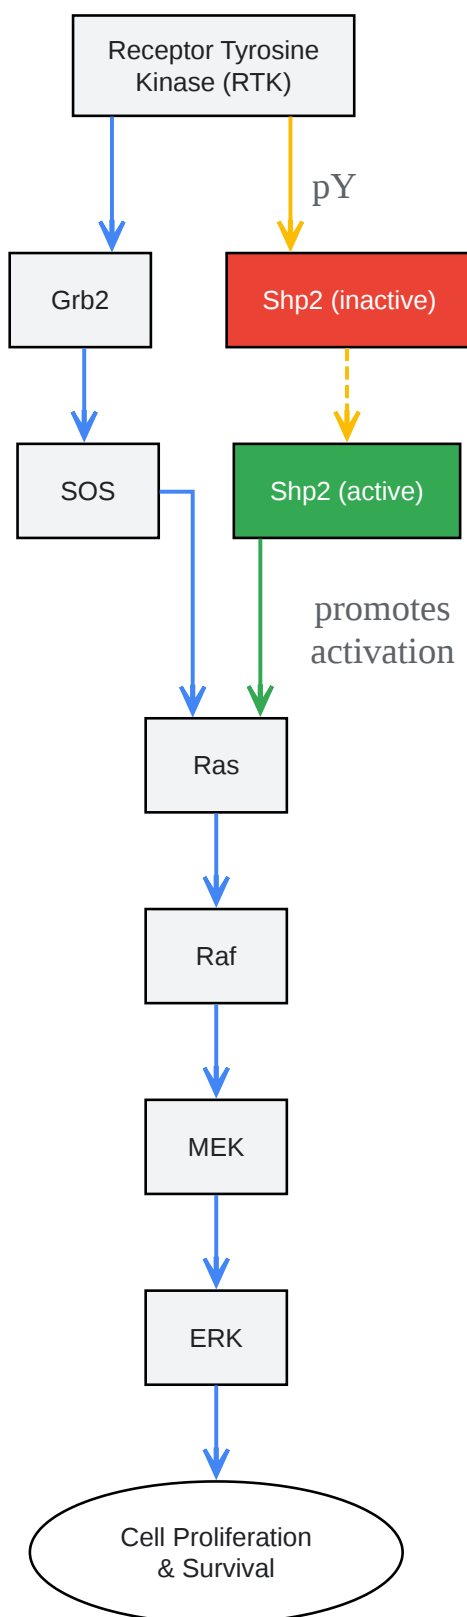 Receptor Tyrosine
Kinase (RTK)
pY
Grb2
Shp2 (inactive)
SOS
Shp2 (active)
promotes
activation
Ras
Raf
MEK
ERK
Cell Proliferation
& Survival